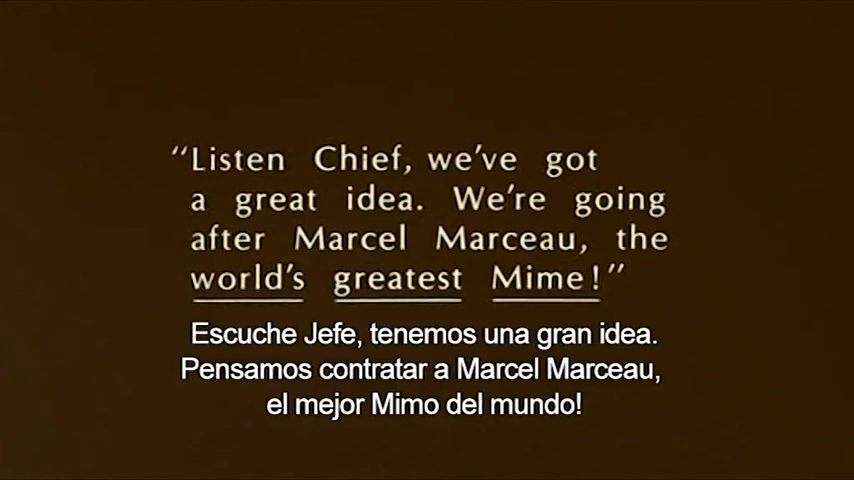 “Listen Chief, we’ve got
a great idea. We’re going
after Marcel Marceau, the
world’s greatest Mime!”
Escuche Jefe, tenemos una gran idea.
Pensamos contratar a Marcel Marceau,
el mejor Mimo del mundo!